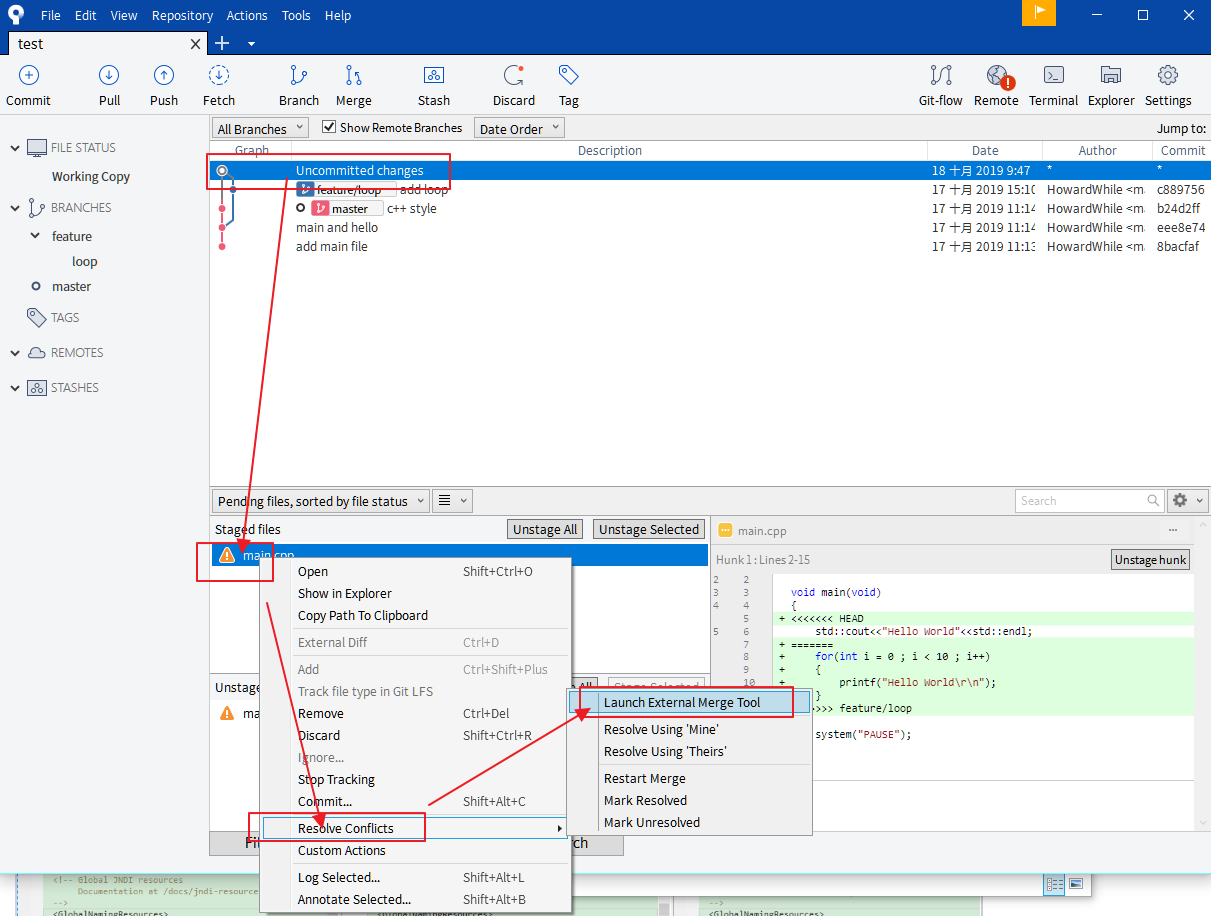 File Edit View Repository Actions Tools Help
test
Commit Pull Push Fetch Branch Merge Stash Discard Tag Git-flow Remote Terminal Explorer Settings
All Branches Show Remote Branches Date Order Jump to:
Graph Description Date Author Commit
Uncommitted changes 18 十月 2019 9:47 * *
feature/loop add loop 17 十月 2019 15:10 HowardWhile <m c889756
master c++ style 17 十月 2019 11:14 HowardWhile <m b24d2ff
main and hello 17 十月 2019 11:14 HowardWhile <m eee8e74
add main file 17 十月 2019 11:13 HowardWhile <m 8bacfaf
FILE STATUS
Working Copy
BRANCHES
feature
loop
master
TAGS
REMOTES
STASHES
Pending files, sorted by file status Search
Staged files Unstage All Unstage Selected
main.cpp
Unstage
ma
Stage Selected
Open Shift+Ctrl+O
Show in Explorer
Copy Path To Clipboard
External Diff Ctrl+D
Add Ctrl+Shift+Plus
Track file type in Git LFS
Remove Ctrl+Del
Discard Shift+Ctrl+R
Ignore...
Stop Tracking
Commit... Shift+Alt+C
Resolve Conflicts
Custom Actions
Log Selected... Shift+Alt+L
Annotate Selected... Shift+Alt+B
Launch External Merge Tool
Resolve Using 'Mine'
Resolve Using 'Theirs'
Restart Merge
Mark Resolved
Mark Unresolved
main.cpp ...
Hunk 1 : Lines 2-15 Unstage hunk
2 2
3 3 void main(void)
4 4 {
5 + <<<<<<< HEAD
5 6 std::cout<<"Hello World"<<std::endl;
7 + =======
8 + for(int i = 0 ; i < 10 ; i++)
9 + {
10 + printf("Hello World\r\n");
}
>>>> feature/loop
system("PAUSE");
<!-- Global JNDI resources
Documentation at /docs/jndi-resource
-->
<GlobalNamingResources>
<GlobalNamingResources>
-->
<GlobalNamingResources>